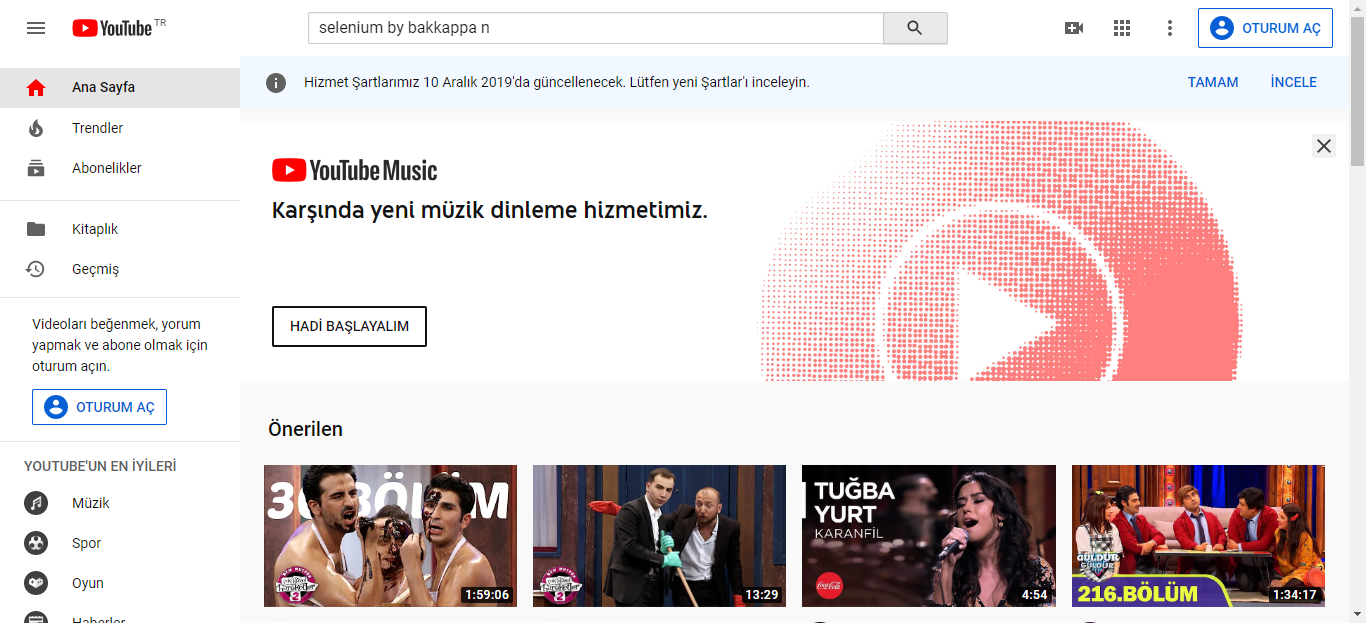 YouTube TR
selenium by bakkappa n
OTURUM AÇ
Ana Sayfa
Trendler
Abonelikler
Kitaplık
Geçmiş
Videoları beğenmek, yorum
yapmak ve abone olmak için
oturum açın.
OTURUM AÇ
YOUTUBE'UN EN İYİLERİ
Müzik
Spor
Oyun
Haberler
Hizmet Şartlarımız 10 Aralık 2019'da güncellenecek. Lütfen yeni Şartlar'ı inceleyin.
TAMAM
İNCELE
YouTube Music
Karşında yeni müzik dinleme hizmetimiz.
HADİ BAŞLAYALIM
Önerilen
BÖLÜM
1:59:06
13:29
TUĞBA
YURT
KARANFİL
Coca-Cola
4:54
GÜLDÜR
GÜLDÜR
216.BÖLÜM
1:34:17